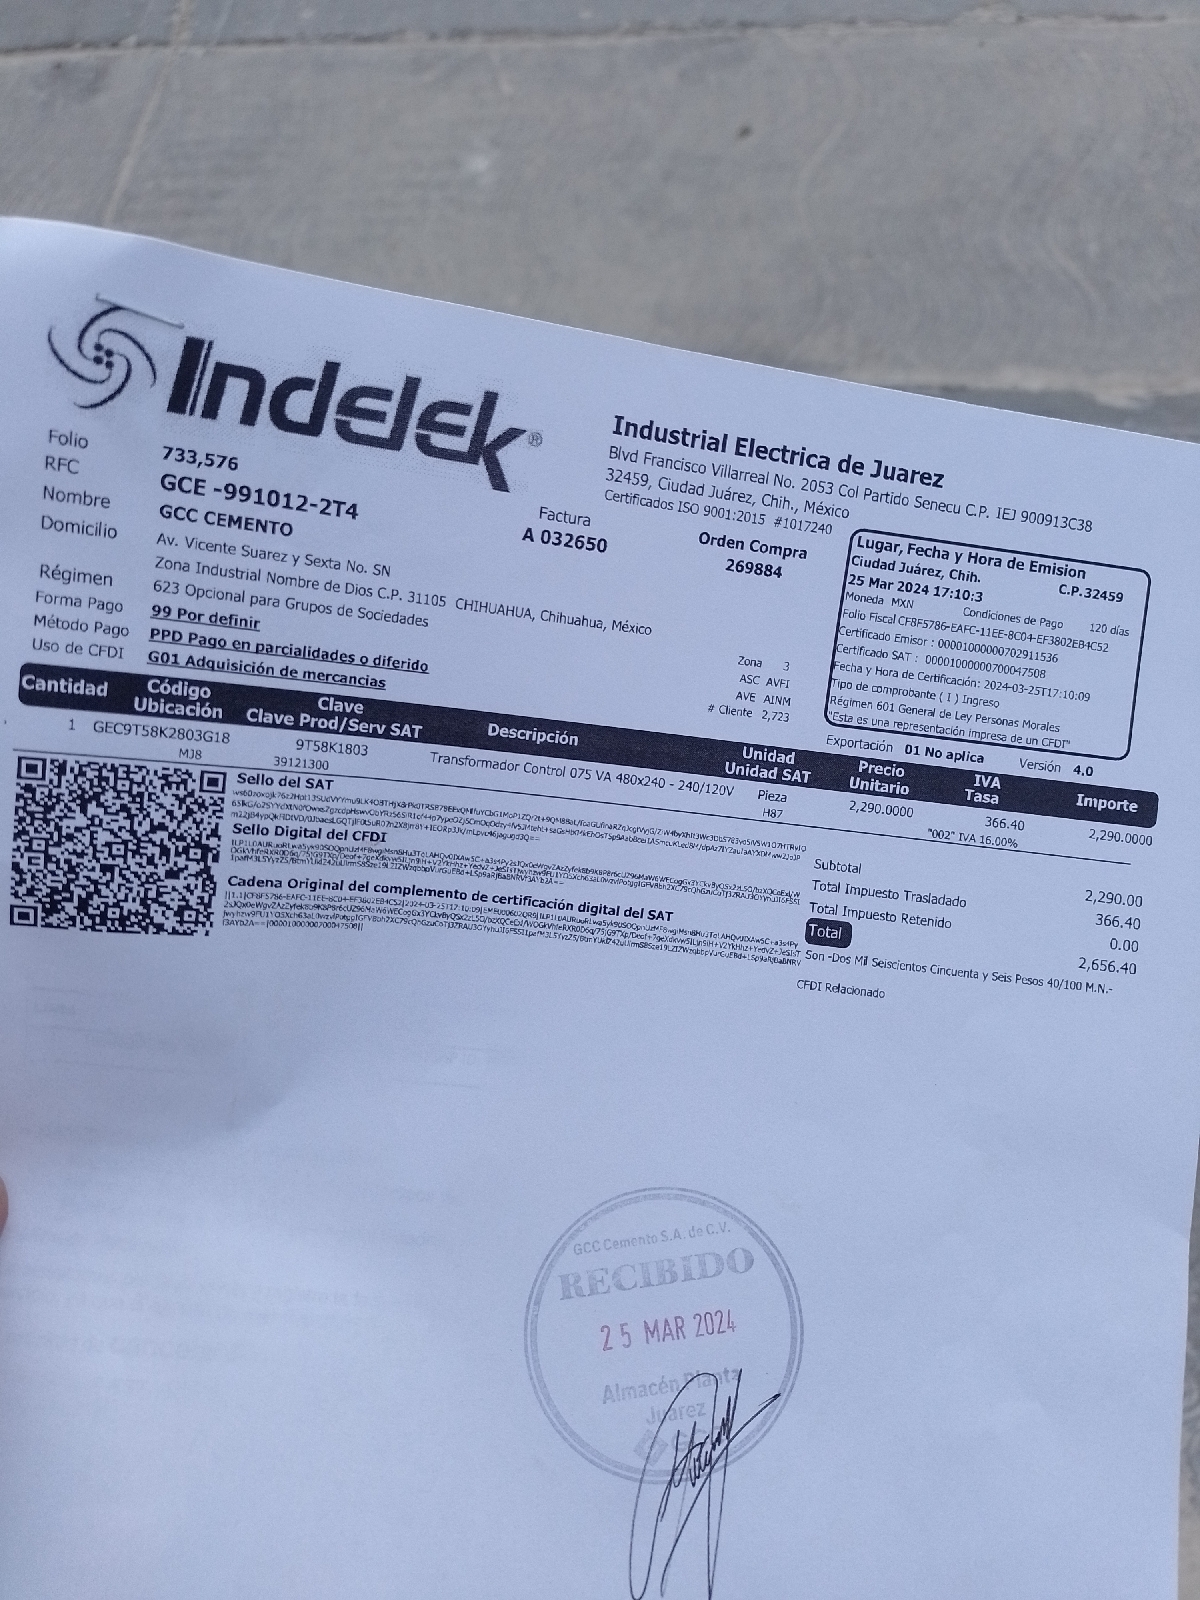 Indelek®
Industrial Electrica de Juarez
Blvd Francisco Villarreal No. 2053 Col Partido Senecu C.P. IEJ 900913C38
32459, Ciudad Juárez, Chih., México
Certificados ISO 9001:2015 #1017240
Folio 733,576
RFC GCE -991012-2T4
Nombre GCC CEMENTO
Domicilio Av. Vicente Suarez y Sexta No. SN
Zona Industrial Nombre de Dios C.P. 31105 CHIHUAHUA, Chihuahua, México
Régimen 623 Opcional para Grupos de Sociedades
Forma Pago 99 Por definir
Método Pago PPD Pago en parcialidades o diferido
Uso de CFDI G01 Adquisición de mercancias
Factura
A 032650
Orden Compra
269884
Zona 3
ASC AVFI
AVE AINM
# Cliente 2,723
Lugar, Fecha y Hora de Emision
Ciudad Juárez, Chih. C.P.32459
25 Mar 2024 17:10:3
Moneda MXN Condiciones de Pago 120 días
Folio Fiscal CF8F5786-EAFC-11EE-8C04-EF3802EB4C52
Certificado Emisor : 00001000000702911536
Certificado SAT : 00001000000700047508
Fecha y Hora de Certificación: 2024-03-25T17:10:09
Tipo de comprobante ( I ) Ingreso
Régimen 601 General de Ley Personas Morales
"Esta es una representación impresa de un CFDI"
Exportación 01 No aplica Versión 4.0
Cantidad Código Ubicación Clave Clave Prod/Serv SAT Descripción Unidad Unidad SAT Precio Unitario IVA Tasa Importe
1 GEC9T58K2803G18 9T58K1803 Transformador Control 075 VA 480x240 - 240/120V Pieza 2,290.0000 366.40 2,290.0000
MJ8 39121300 H87 "002" IVA 16.00%
Sello del SAT
Sello Digital del CFDI
Cadena Original del complemento de certificación digital del SAT
Subtotal 2,290.00
Total Impuesto Trasladado 366.40
Total Impuesto Retenido 0.00
Total 2,656.40
Son -Dos Mil Seiscientos Cincuenta y Seis Pesos 40/100 M.N.-
CFDI Relacionado
GCC Cemento S.A. de C.V.
RECIBIDO
25 MAR 2024
Almacén Planta
Juárez